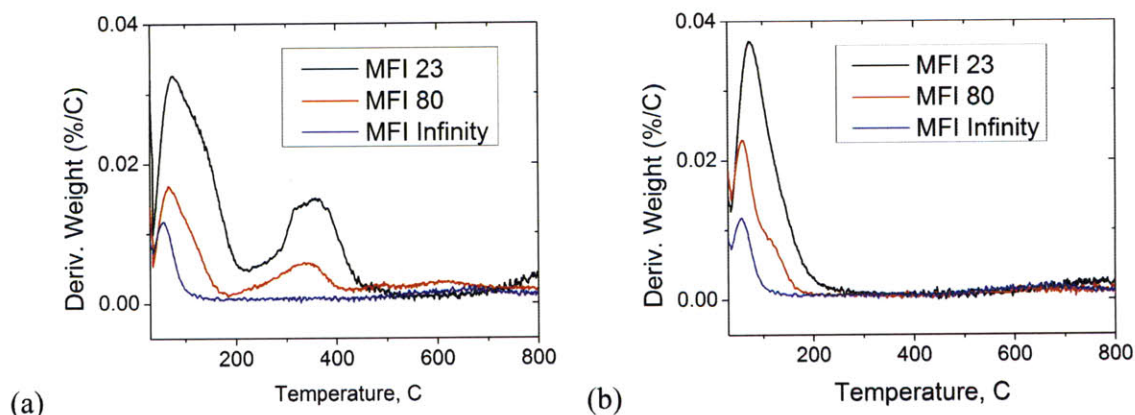 0.04
0.02
0.00
Deriv. Weight (%/C)
MFI 23
MFI 80
MFI Infinity
200
400
600
800
Temperature, C
(a)
0.04
0.02
0.00
Deriv. Weight (%/C)
MFI 23
MFI 80
MFI Infinity
200
400
600
800
Temperature, C
(b)